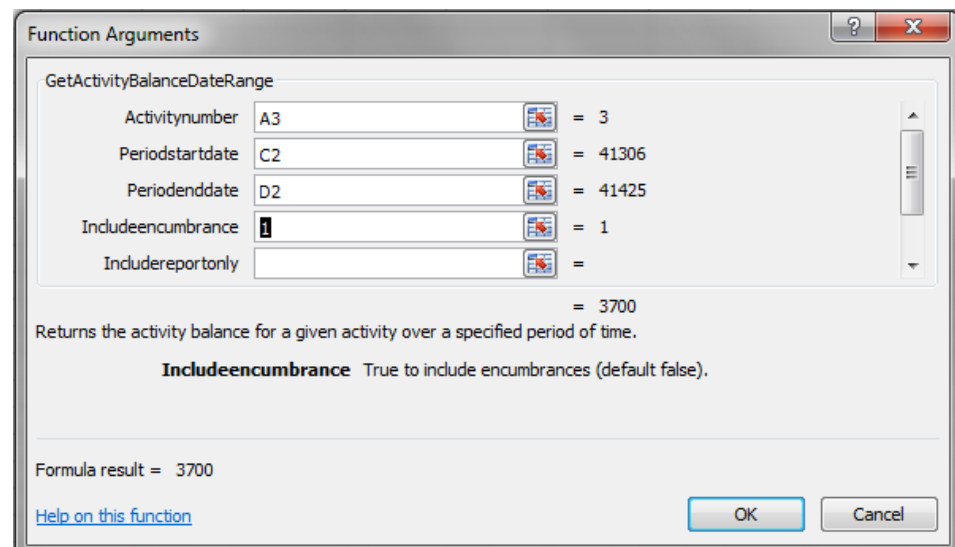 Function Arguments
GetActivityBalanceDateRange
Activitynumber A3 = 3
Periodstartdate C2 = 41306
Periodenddate D2 = 41425
Includeencumbrance 1 = 1
Includereportonly =
= 3700
Returns the activity balance for a given activity over a specified period of time.
Includeencumbrance True to include encumbrances (default false).
Formula result = 3700
Help on this function OK Cancel